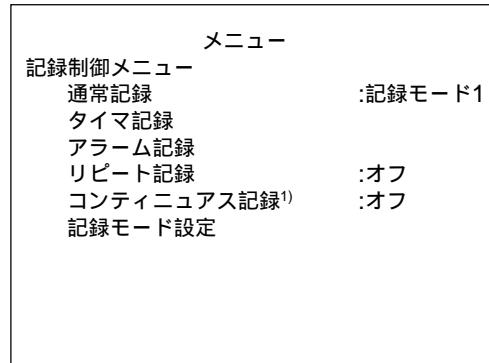 メニュー
記録制御メニュー
通常記録 :記録モード1
タイマ記録
アラーム記録
リピート記録 :オフ
コンティニュアス記録1) :オフ
記録モード設定